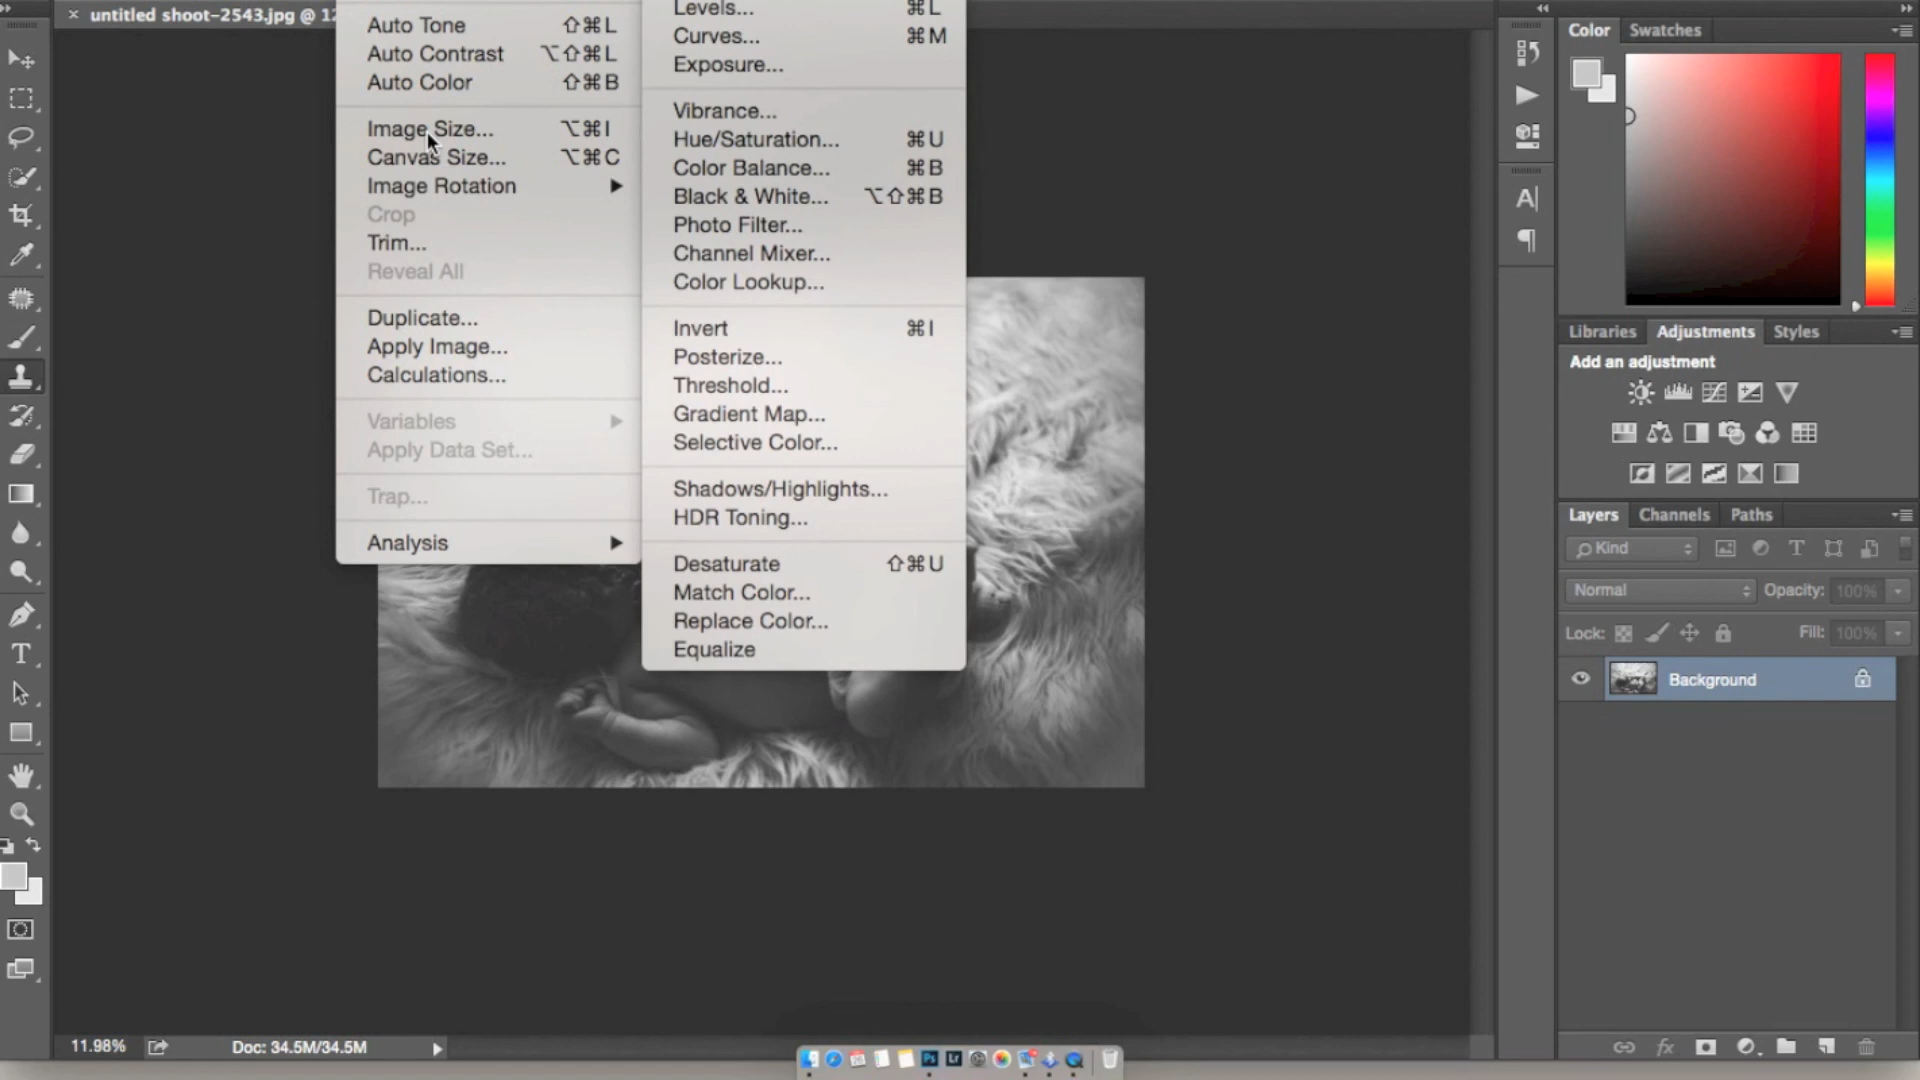 untitled shoot-2543.jpg @ 12
Auto Tone ⇧⌘L
Auto Contrast ⌥⇧⌘L
Auto Color ⇧⌘B
Image Size... ⌥⌘I
Canvas Size... ⌥⌘C
Image Rotation
Crop
Trim...
Reveal All
Duplicate...
Apply Image...
Calculations...
Variables
Apply Data Set...
Trap...
Analysis
Levels... ⌘L
Curves... ⌘M
Exposure...
Vibrance...
Hue/Saturation... ⌘U
Color Balance... ⌘B
Black & White... ⌥⇧⌘B
Photo Filter...
Channel Mixer...
Color Lookup...
Invert ⌘I
Posterize...
Threshold...
Gradient Map...
Selective Color...
Shadows/Highlights...
HDR Toning...
Desaturate ⇧⌘U
Match Color...
Replace Color...
Equalize
Color Swatches
Libraries Adjustments Styles
Add an adjustment
Layers Channels Paths
Kind
Normal Opacity: 100%
Lock: Fill: 100%
Background
11.98% Doc: 34.5M/34.5M
Ps Lr